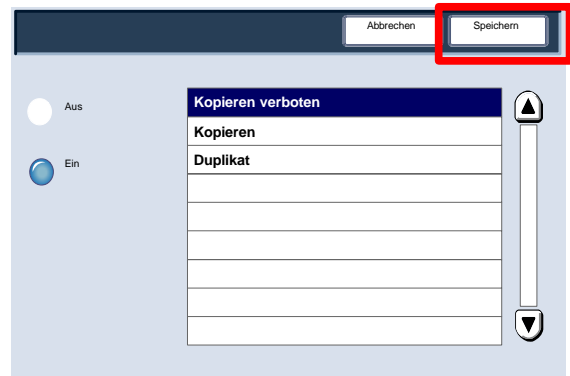 Abbrechen
Speichern
Aus
Ein
Kopieren verboten
Kopieren
Duplikat